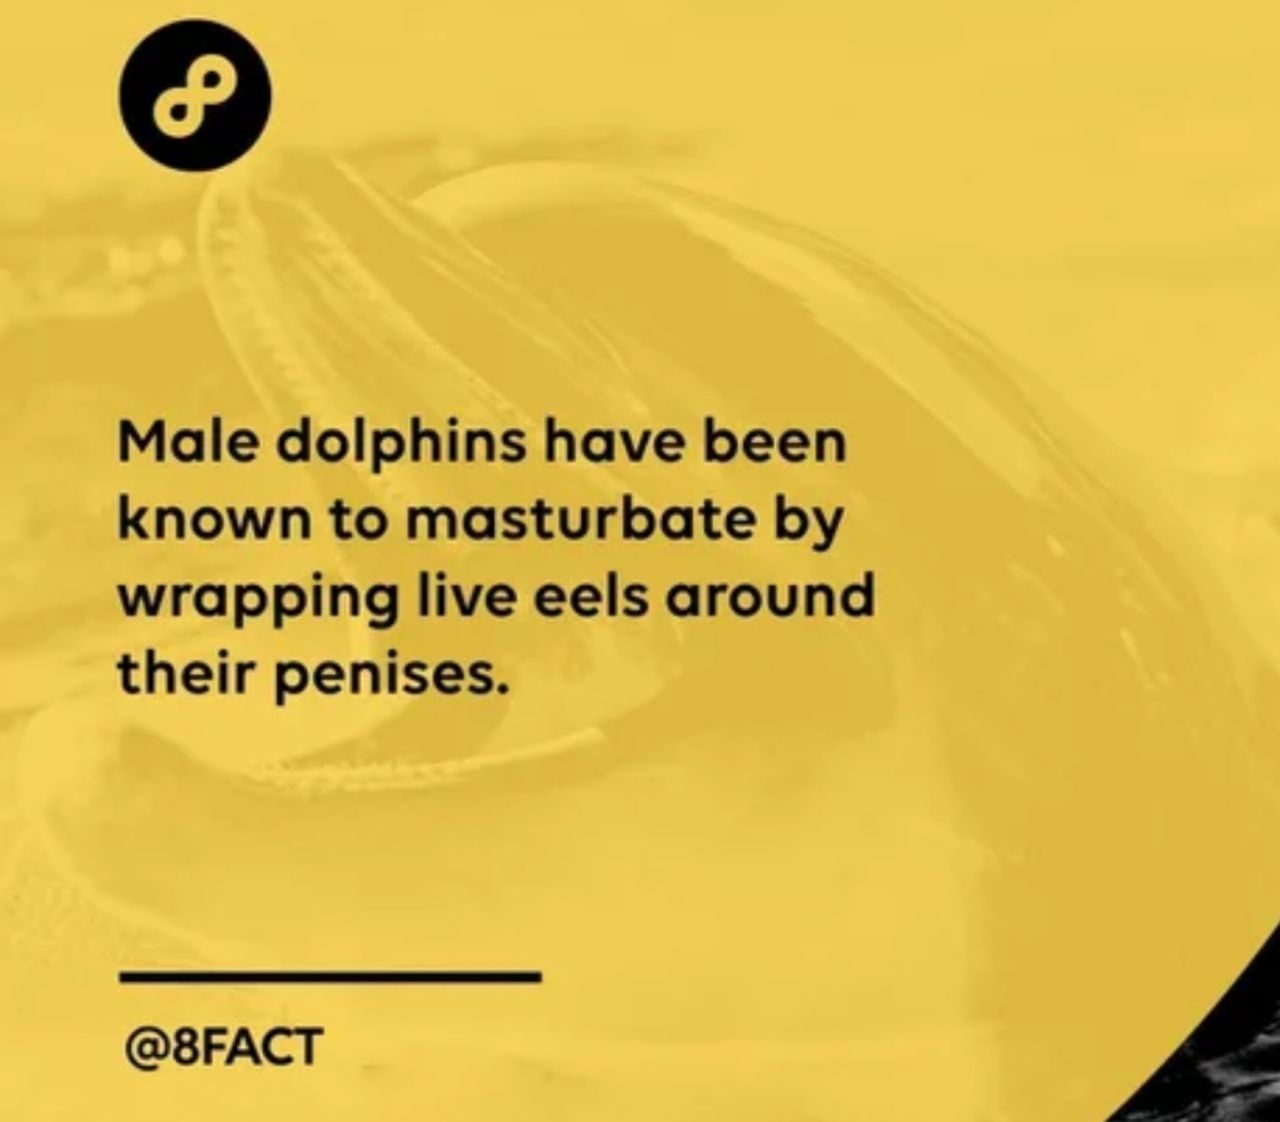 Male dolphins have been
known to masturbate by
wrapping live eels around
their penises.
@8FACT